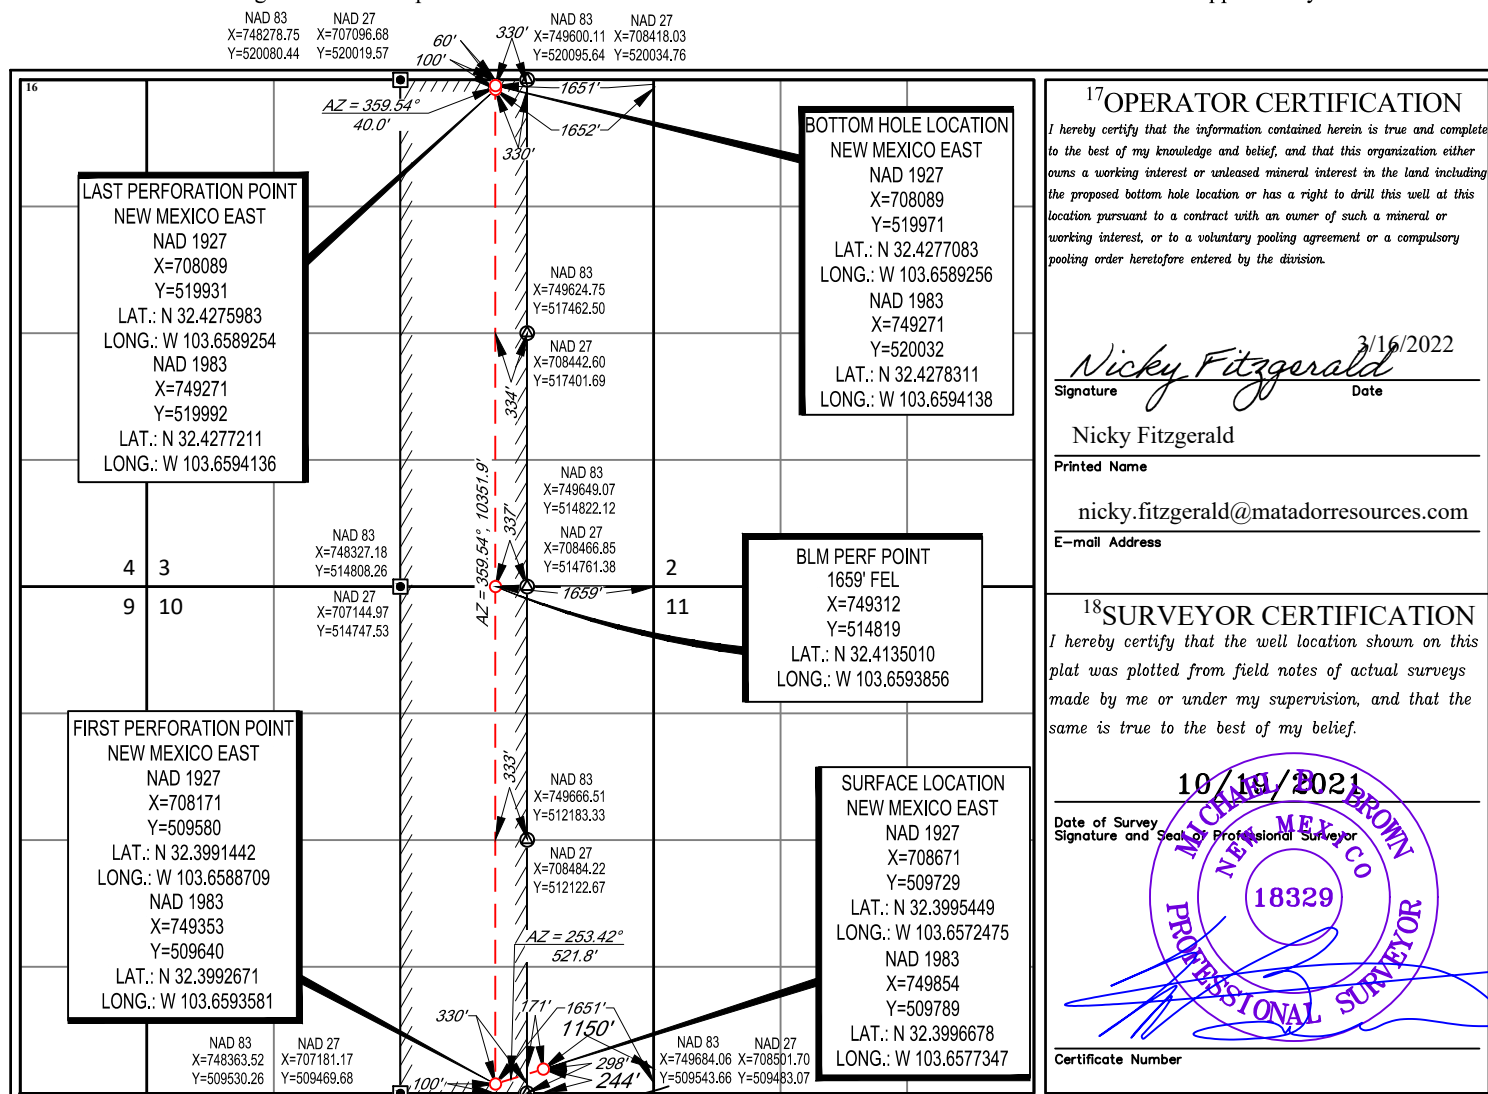 NAD 83
X=748278.75
Y=520080.44
NAD 27
X=707096.68
Y=520019.57
60'
100'
330'
NAD 83
X=749600.11
Y=520095.64
NAD 27
X=708418.03
Y=520034.76
16
AZ = 359.54°
40.0'
1651'
1652'
330'
LAST PERFORATION POINT
NEW MEXICO EAST
NAD 1927
X=708089
Y=519931
LAT.: N 32.4275983
LONG.: W 103.6589254
NAD 1983
X=749271
Y=519992
LAT.: N 32.4277211
LONG.: W 103.6594136
BOTTOM HOLE LOCATION
NEW MEXICO EAST
NAD 1927
X=708089
Y=519971
LAT.: N 32.4277083
LONG.: W 103.6589256
NAD 1983
X=749271
Y=520032
LAT.: N 32.4278311
LONG.: W 103.6594138
NAD 83
X=749624.75
Y=517462.50
NAD 27
X=708442.60
Y=517401.69
334'
AZ = 359.54°, 10351.9'
337'
NAD 83
X=749649.07
Y=514822.12
NAD 27
X=708466.85
Y=514761.38
NAD 83
X=748327.18
Y=514808.26
NAD 27
X=707144.97
Y=514747.53
4 3
9 10
2
11
1659'
BLM PERF POINT
1659' FEL
X=749312
Y=514819
LAT.: N 32.4135010
LONG.: W 103.6593856
FIRST PERFORATION POINT
NEW MEXICO EAST
NAD 1927
X=708171
Y=509580
LAT.: N 32.3991442
LONG.: W 103.6588709
NAD 1983
X=749353
Y=509640
LAT.: N 32.3992671
LONG.: W 103.6593581
333'
NAD 83
X=749666.51
Y=512183.33
NAD 27
X=708484.22
Y=512122.67
SURFACE LOCATION
NEW MEXICO EAST
NAD 1927
X=708671
Y=509729
LAT.: N 32.3995449
LONG.: W 103.6572475
NAD 1983
X=749854
Y=509789
LAT.: N 32.3996678
LONG.: W 103.6577347
AZ = 253.42°
521.8'
330'
171'
1651'
1150'
298'
244'
100'
NAD 83
X=748363.52
Y=509530.26
NAD 27
X=707181.17
Y=509469.68
NAD 83
X=749684.06
Y=509543.66
NAD 27
X=708501.70
Y=509483.07
17 OPERATOR CERTIFICATION
I hereby certify that the information contained herein is true and complete
to the best of my knowledge and belief, and that this organization either
owns a working interest or unleased mineral interest in the land including
the proposed bottom hole location or has a right to drill this well at this
location pursuant to a contract with an owner of such a mineral or
working interest, or to a voluntary pooling agreement or a compulsory
pooling order heretofore entered by the division.
Nicky Fitzgerald 3/16/2022
Signature Date
Nicky Fitzgerald
Printed Name
nicky.fitzgerald@matadorresources.com
E-mail Address
18 SURVEYOR CERTIFICATION
I hereby certify that the well location shown on this
plat was plotted from field notes of actual surveys
made by me or under my supervision, and that the
same is true to the best of my belief.
10/19/2021
Date of Survey
Signature and Seal of Professional Surveyor
MICHAEL B. BROWN
NEW MEXICO
18329
PROFESSIONAL SURVEYOR
Certificate Number